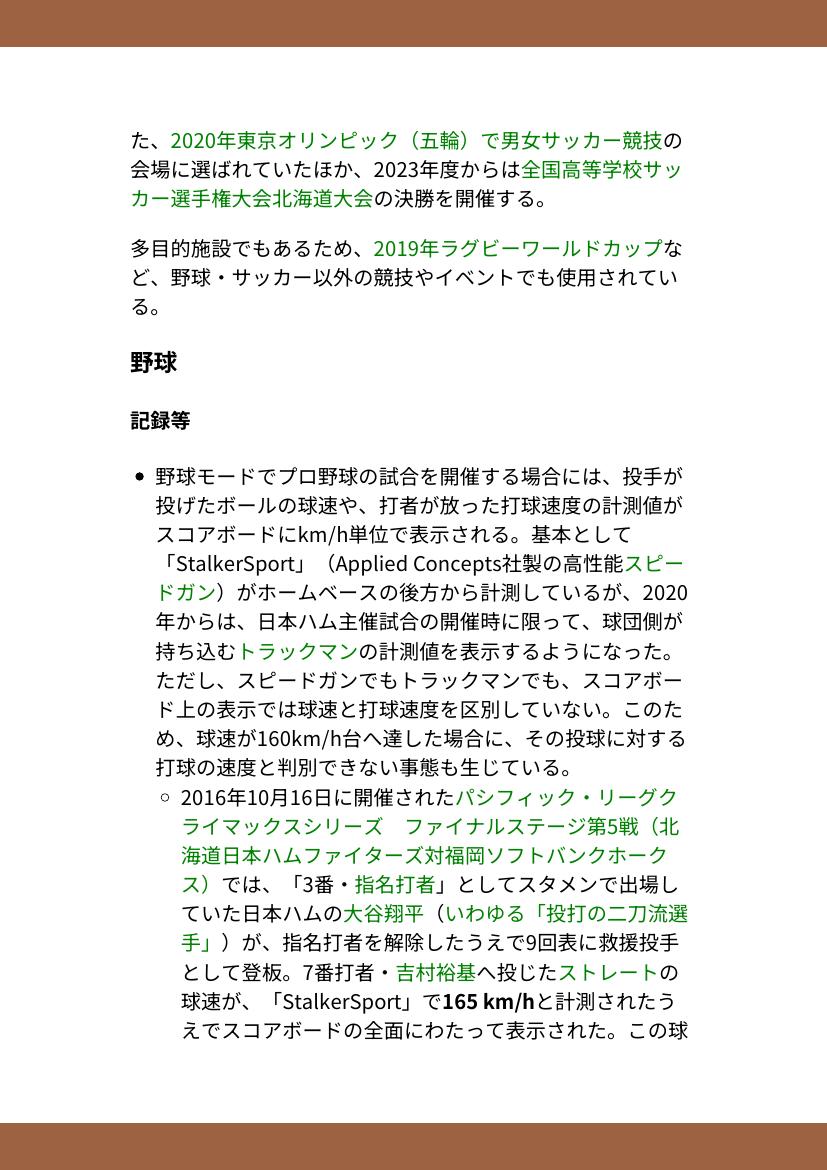 た、2020年東京オリンピック（五輪）で男女サッカー競技の
会場に選ばれていたほか、2023年度からは全国高等学校サッ
カー選手権大会北海道大会の決勝を開催する。
多目的施設でもあるため、2019年ラグビーワールドカップな
ど、野球・サッカー以外の競技やイベントでも使用されてい
る。
野球
記録等
• 野球モードでプロ野球の試合を開催する場合には、投手が
投げたボールの球速や、打者が放った打球速度の計測値が
スコアボードにkm/h単位で表示される。基本として
「StalkerSport」（Applied Concepts社製の高性能スピー
ドガン）がホームベースの後方から計測しているが、2020
年からは、日本ハム主催試合の開催時に限って、球団側が
持ち込むトラックマンの計測値を表示するようになった。
ただし、スピードガンでもトラックマンでも、スコアボー
ド上の表示では球速と打球速度を区別していない。このた
め、球速が160km/h台へ達した場合に、その投球に対する
打球の速度と判別できない事態も生じている。
◦ 2016年10月16日に開催されたパシフィック・リーグク
ライマックスシリーズ　ファイナルステージ第5戦（北
海道日本ハムファイターズ対福岡ソフトバンクホーク
ス）では、「3番・指名打者」としてスタメンで出場し
ていた日本ハムの大谷翔平（いわゆる「投打の二刀流選
手」）が、指名打者を解除したうえで9回表に救援投手
として登板。7番打者・吉村裕基へ投じたストレートの
球速が、「StalkerSport」で165 km/hと計測されたう
えでスコアボードの全面にわたって表示された。この球